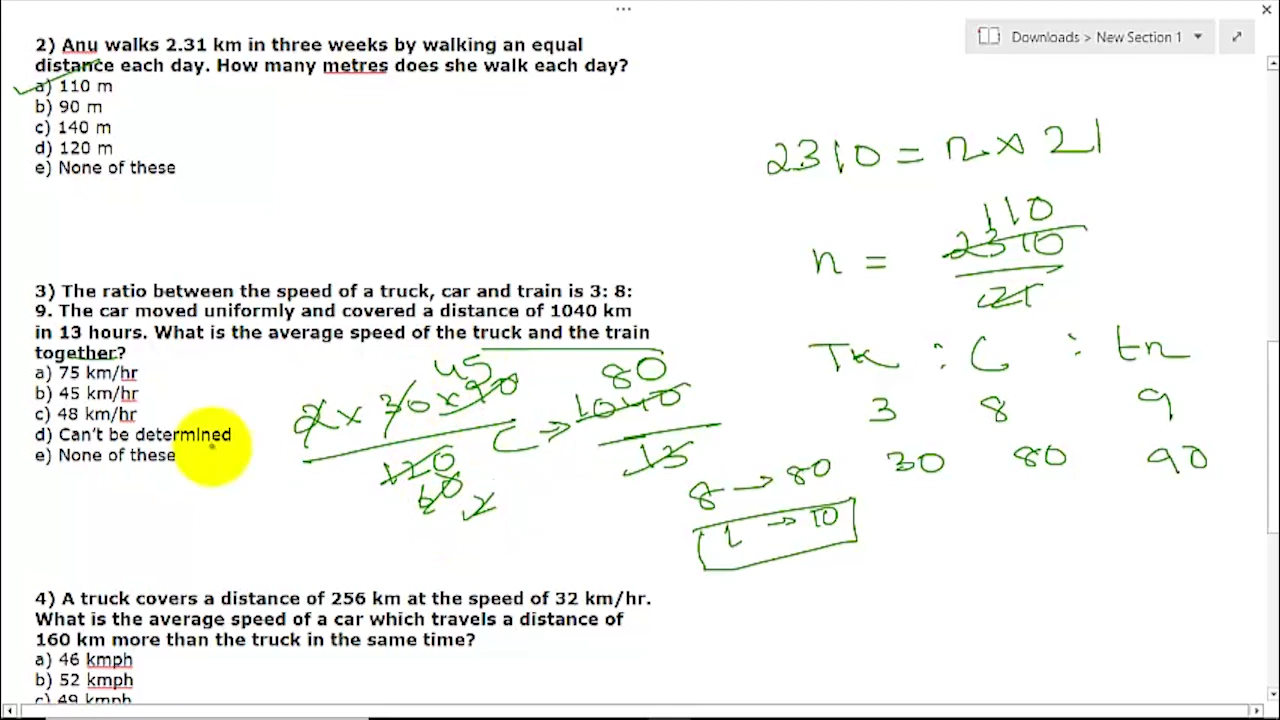 Downloads > New Section 1
2) Anu walks 2.31 km in three weeks by walking an equal
distance each day. How many metres does she walk each day?
a) 110 m
b) 90 m
c) 140 m
d) 120 m
e) None of these
2310 = n × 21
110
n = 2310
21
3) The ratio between the speed of a truck, car and train is 3: 8:
9. The car moved uniformly and covered a distance of 1040 km
in 13 hours. What is the average speed of the truck and the train
together?
a) 75 km/hr
b) 45 km/hr
c) 48 km/hr
d) Can't be determined
e) None of these
45
2 × 30 × 90
120
60
2
80
C → 1040
13
8 → 80
1 → 10
TK : C : tn
3 8 9
30 80 90
4) A truck covers a distance of 256 km at the speed of 32 km/hr.
What is the average speed of a car which travels a distance of
160 km more than the truck in the same time?
a) 46 kmph
b) 52 kmph
c) 49 kmph